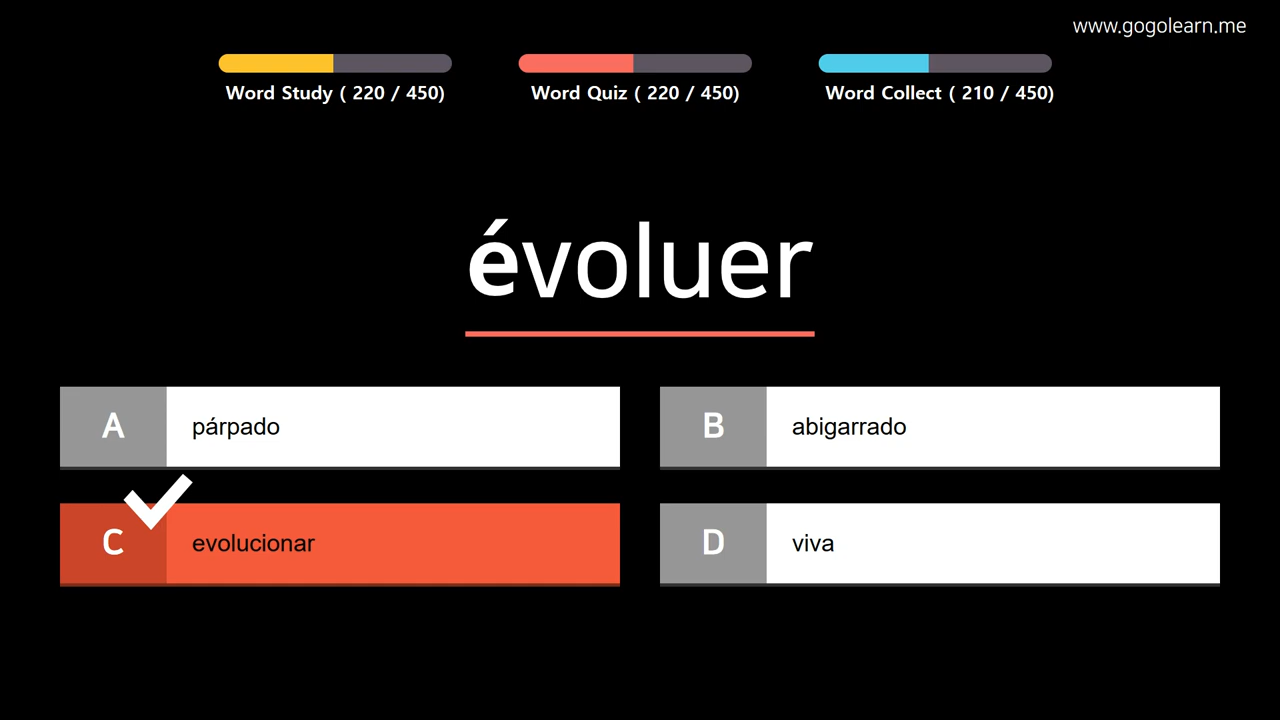 www.gogolearn.me
Word Study ( 220 / 450)
Word Quiz ( 220 / 450)
Word Collect ( 210 / 450)
évoluer
A párpado
B abigarrado
C evolucionar
D viva